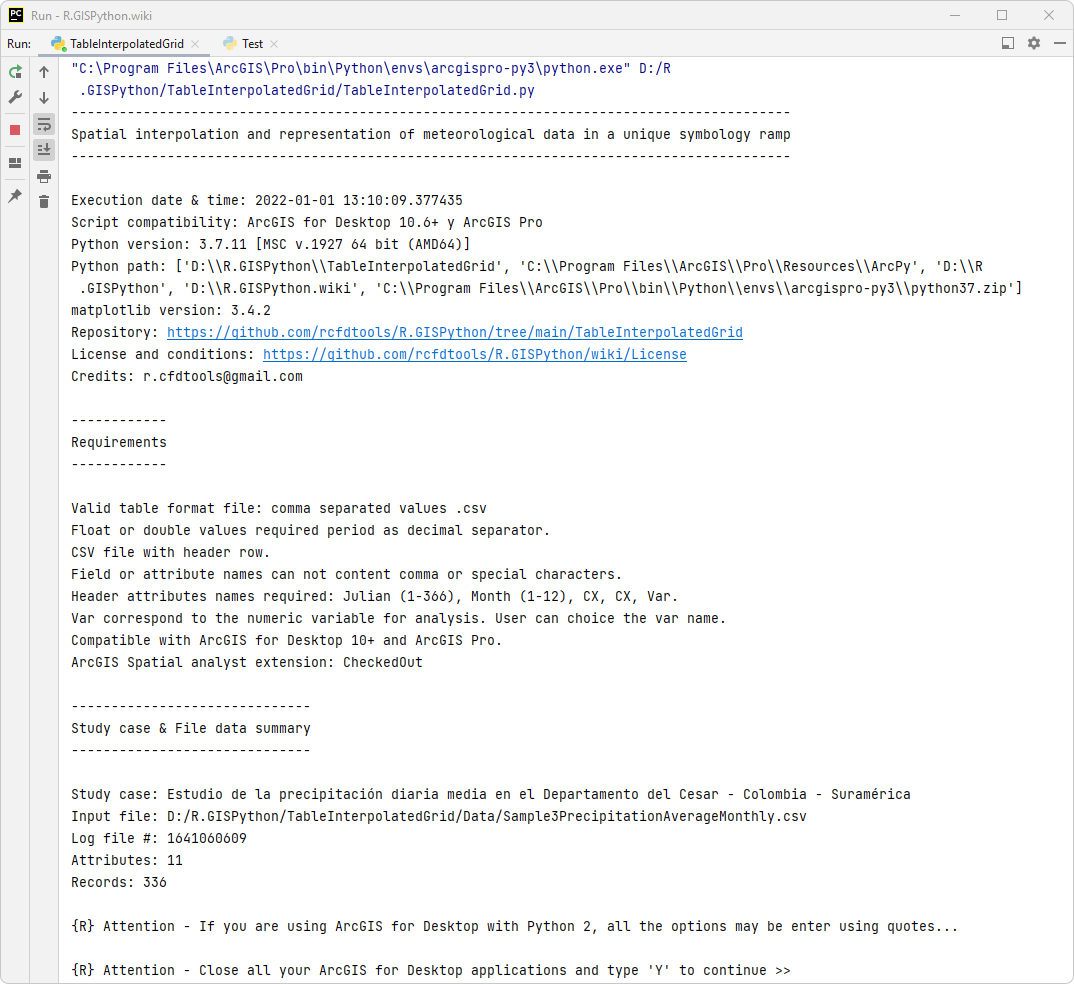 PC Run - R.GISPython.wiki
Run: TableInterpolatedGrid Test
"C:\Program Files\ArcGIS\Pro\bin\Python\envs\arcgispro-py3\python.exe" D:/R
.GISPython/TableInterpolatedGrid/TableInterpolatedGrid.py
------------------------------------------------------------------------------------------
Spatial interpolation and representation of meteorological data in a unique symbology ramp
------------------------------------------------------------------------------------------
Execution date & time: 2022-01-01 13:10:09.377435
Script compatibility: ArcGIS for Desktop 10.6+ y ArcGIS Pro
Python version: 3.7.11 [MSC v.1927 64 bit (AMD64)]
Python path: ['D:\\R.GISPython\\TableInterpolatedGrid', 'C:\\Program Files\\ArcGIS\\Pro\\Resources\\ArcPy', 'D:\\R
.GISPython', 'D:\\R.GISPython.wiki', 'C:\\Program Files\\ArcGIS\\Pro\\bin\\Python\\envs\\arcgispro-py3\\python37.zip']
matplotlib version: 3.4.2
Repository: https://github.com/rcfdtools/R.GISPython/tree/main/TableInterpolatedGrid
License and conditions: https://github.com/rcfdtools/R.GISPython/wiki/License
Credits: r.cfdtools@gmail.com
------------
Requirements
------------
Valid table format file: comma separated values .csv
Float or double values required period as decimal separator.
CSV file with header row.
Field or attribute names can not content comma or special characters.
Header attributes names required: Julian (1-366), Month (1-12), CX, CX, Var.
Var correspond to the numeric variable for analysis. User can choice the var name.
Compatible with ArcGIS for Desktop 10+ and ArcGIS Pro.
ArcGIS Spatial analyst extension: CheckedOut
------------------------------
Study case & File data summary
------------------------------
Study case: Estudio de la precipitación diaria media en el Departamento del Cesar - Colombia - Suramérica
Input file: D:/R.GISPython/TableInterpolatedGrid/Data/Sample3PrecipitationAverageMonthly.csv
Log file #: 1641060609
Attributes: 11
Records: 336
{R} Attention - If you are using ArcGIS for Desktop with Python 2, all the options may be enter using quotes...
{R} Attention - Close all your ArcGIS for Desktop applications and type 'Y' to continue >>